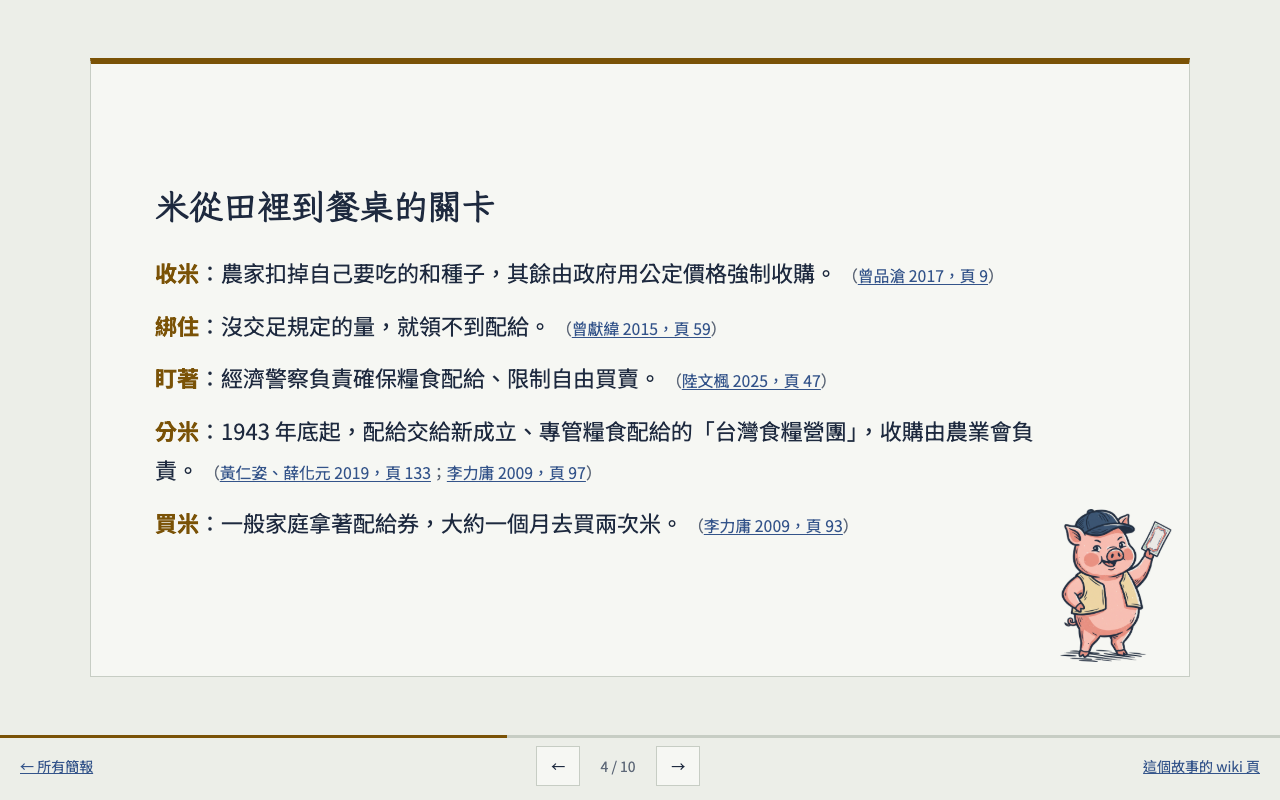 米從田裡到餐桌的關卡
收米：農家扣掉自己要吃的和種子，其餘由政府用公定價格強制收購。（曾品滄 2017，頁 9）
綁住：沒交足規定的量，就領不到配給。（曾獻緯 2015，頁 59）
盯著：經濟警察負責確保糧食配給、限制自由買賣。（陸文楓 2025，頁 47）
分米：1943 年底起，配給交給新成立、專管糧食配給的「台灣食糧營團」，收購由農業會負
責。（黃仁姿、薛化元 2019，頁 133；李力庸 2009，頁 97）
買米：一般家庭拿著配給券，大約一個月去買兩次米。（李力庸 2009，頁 93）
← 所有簡報
←
4 / 10
→
這個故事的 wiki 頁